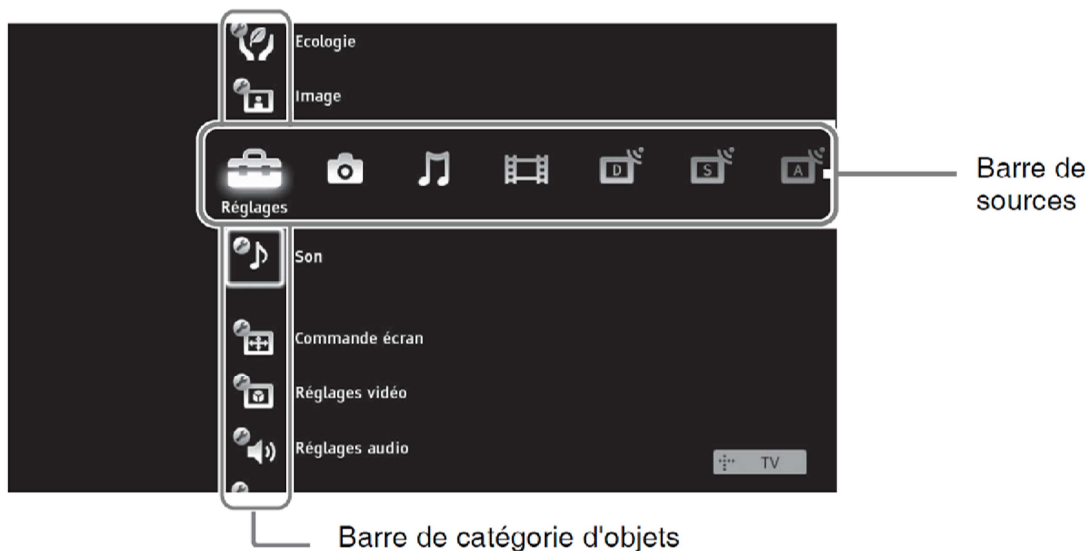 Ecologie
Image
D
S
A
Réglages
Barre de
sources
Son
Commande écran
Réglages vidéo
Réglages audio
TV
Barre de catégorie d'objets